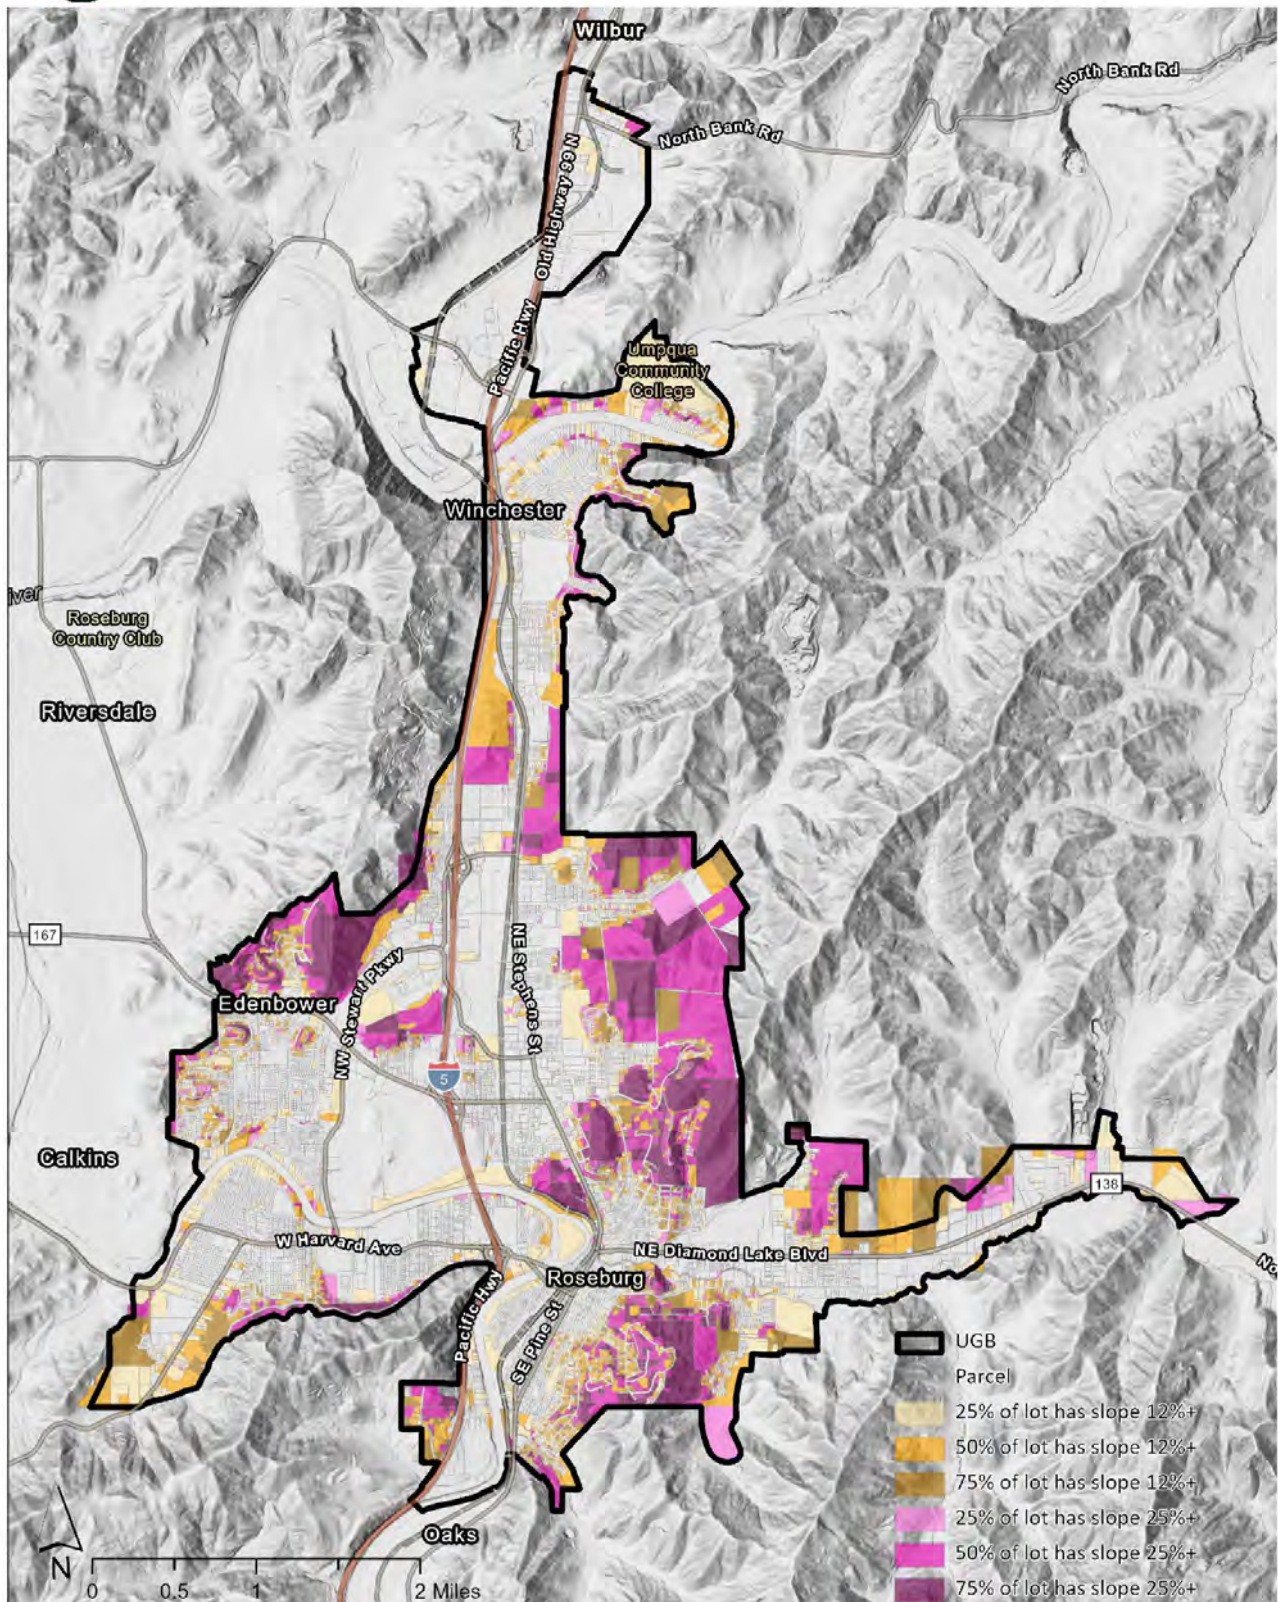 Wilbur
North Bank Rd
North Bank Rd
Old Highway 99 N
Pacific Hwy
Umpqua
Community
College
Winchester
iver
Roseburg
Country Club
Riversdale
167
NE Stephens St
Edenbower
NW Stewart Pkwy
5
Calkins
138
W Harvard Ave
NE Diamond Lake Blvd
No
Roseburg
Pacific Hwy
SE Pine St
UGB
Parcel
25% of lot has slope 12%+
50% of lot has slope 12%+
75% of lot has slope 12%+
25% of lot has slope 25%+
50% of lot has slope 25%+
75% of lot has slope 25%+
Oaks
N
0 0.5 1 2 Miles